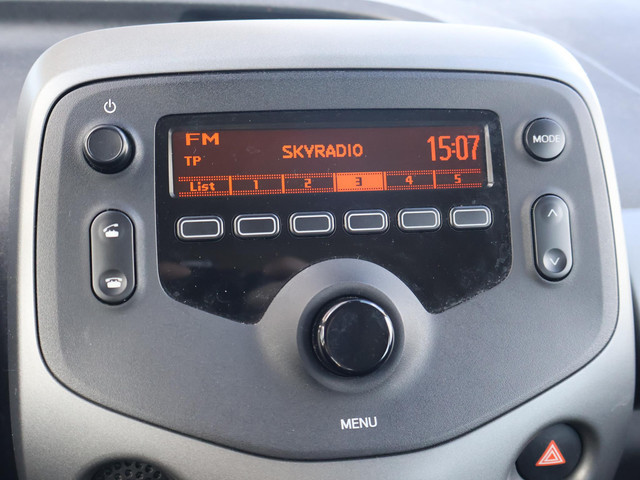 FM
TP
SKYRADIO
15:07
List 1 2 3 4 5
MODE
MENU